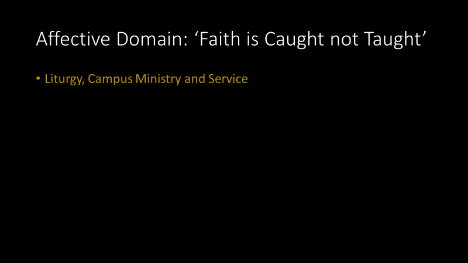 Affective Domain: ‘Faith is Caught not Taught’
• Liturgy, Campus Ministry and Service